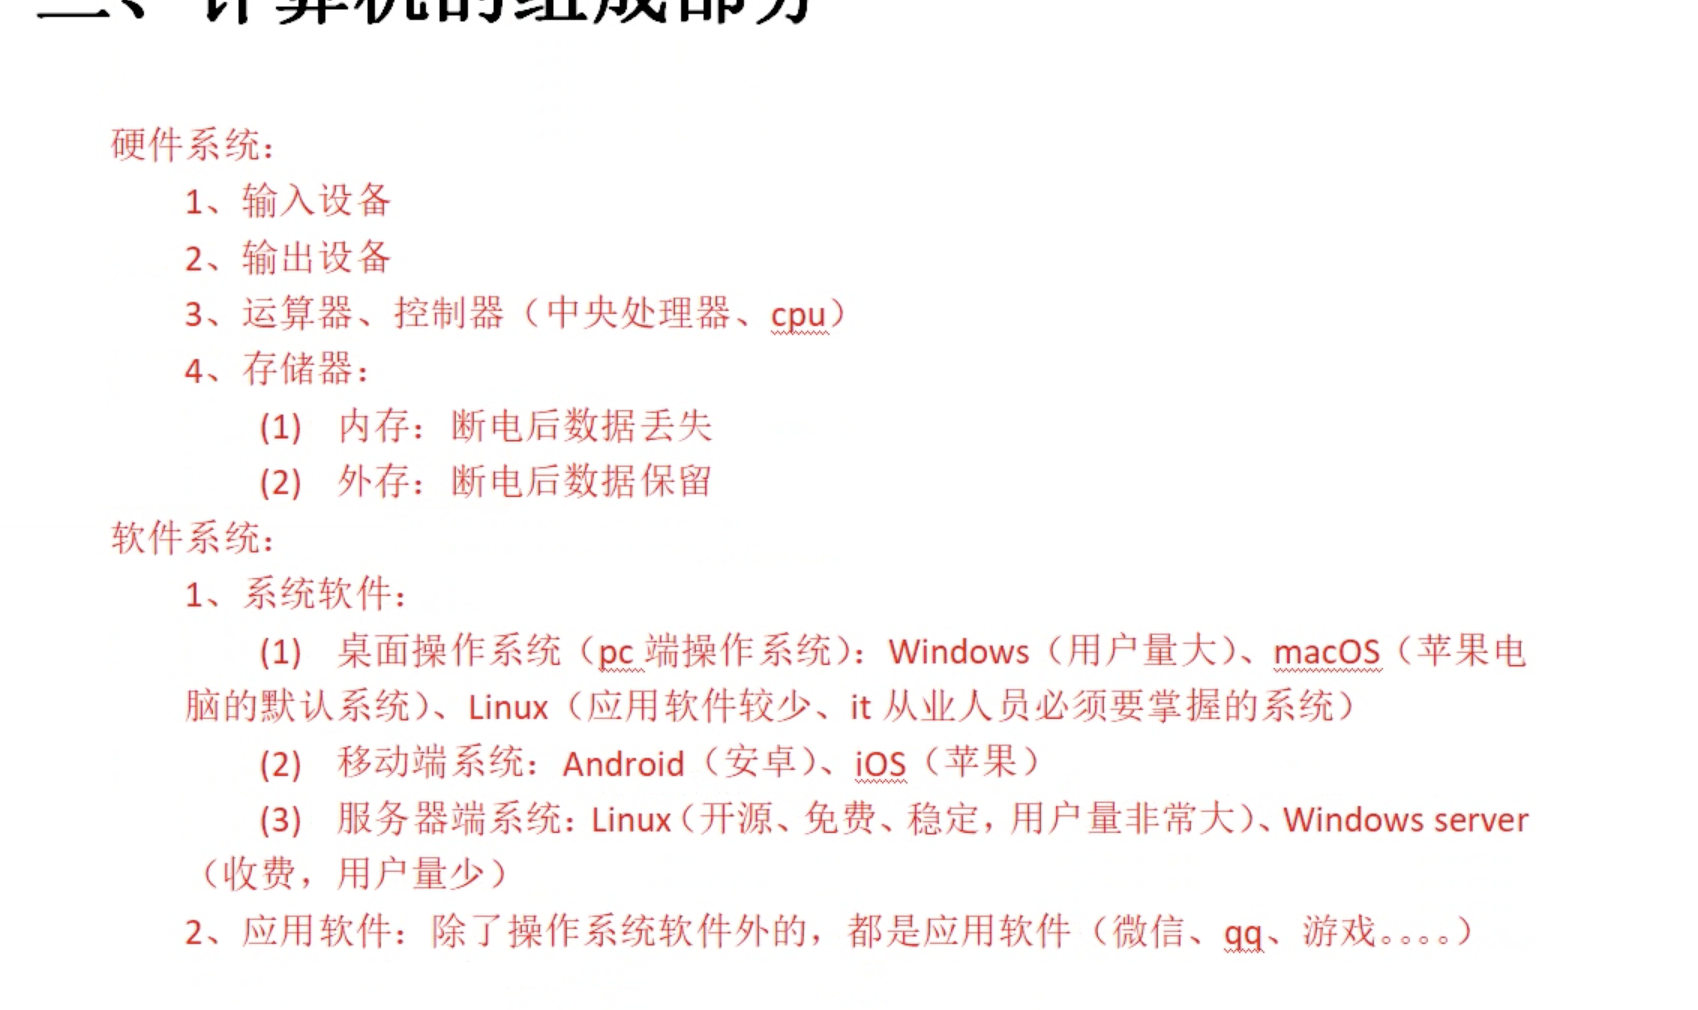 、计算机的组成部分
硬件系统：
1、输入设备
2、输出设备
3、运算器、控制器（中央处理器、cpu）
4、存储器：
(1) 内存：断电后数据丢失
(2) 外存：断电后数据保留
软件系统：
1、系统软件：
(1) 桌面操作系统（pc 端操作系统）：Windows（用户量大）、macOS（苹果电
脑的默认系统）、Linux（应用软件较少、it 从业人员必须要掌握的系统）
(2) 移动端系统：Android（安卓）、iOS（苹果）
(3) 服务器端系统：Linux（开源、免费、稳定，用户量非常大）、Windows server
（收费，用户量少）
2、应用软件：除了操作系统软件外的，都是应用软件（微信、qq、游戏。。。。）